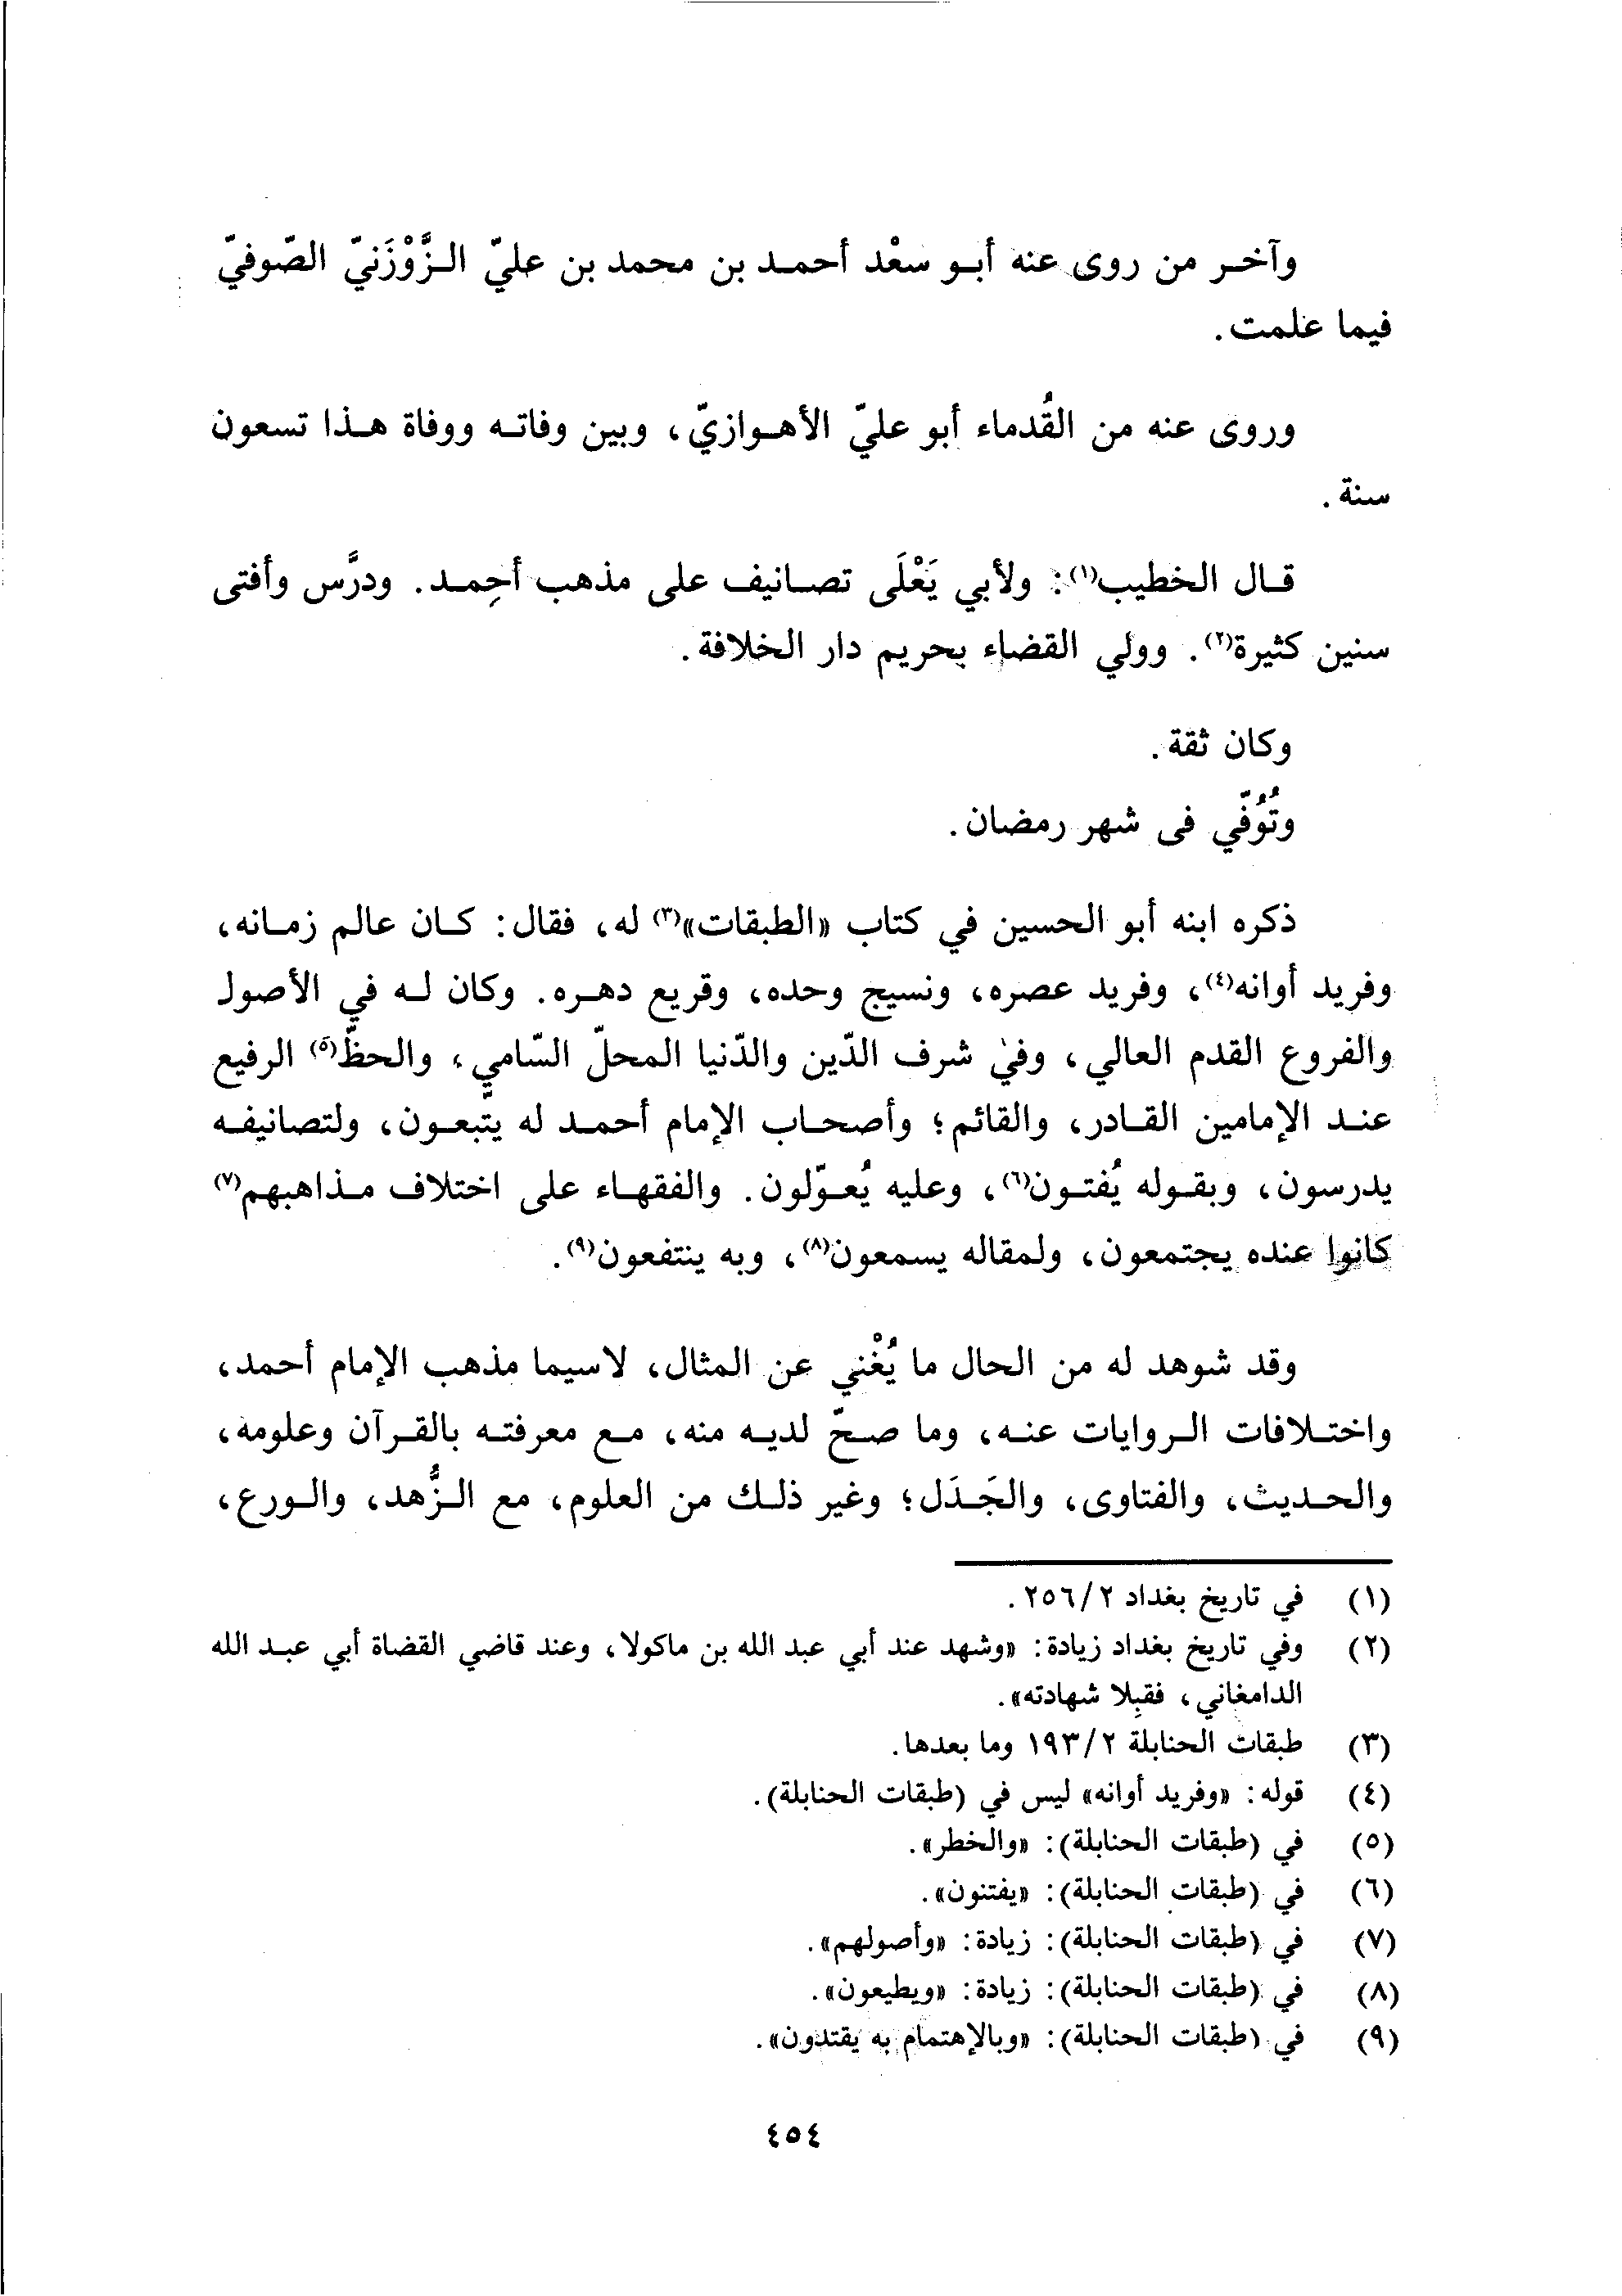 وآخر من روى عنه أبو سعْد أحمد بن محمد بن عليّ الزَّوْزَنيّ الصّوفيّ
فيما علمت.
وروى عنه من القُدماء أبو عليّ الأهوازيّ، وبين وفاته ووفاة هذا تسعون
سنة.
قال الخطيب(١): ولأبي يَعْلَى تصانيف على مذهب أحمد. ودرَّس وأفتى
سنين كثيرة(٢). وولي القضاء بحريم دار الخلافة.
وكان ثقة.
وتُوُفّي فى شهر رمضان.
ذكره ابنه أبو الحسين في كتاب «الطبقات»(٣) له، فقال: كان عالم زمانه،
وفريد أوانه(٤)، وفريد عصره، ونسيج وحده، وقريع دهره. وكان له في الأصول
والفروع القدم العالي، وفي شرف الدّين والدّنيا المحلّ السّامي، والحظّ(٥) الرفيع
عند الإمامين القادر، والقائم؛ وأصحاب الإمام أحمد له يتّبعون، ولتصانيفه
يدرسون، وبقوله يُفتون(٦)، وعليه يُعوّلون. والفقهاء على اختلاف مذاهبهم(٧)
كانوا عنده يجتمعون، ولمقاله يسمعون(٨)، وبه ينتفعون(٩).
وقد شوهد له من الحال ما يُغْني عن المثال، لاسيما مذهب الإمام أحمد،
واختلافات الروايات عنه، وما صحّ لديه منه، مع معرفته بالقرآن وعلومه،
والحديث، والفتاوى، والجَدَل؛ وغير ذلك من العلوم، مع الزُّهد، والورع،
(١) في تاريخ بغداد ٢/٢٥٦.
(٢) وفي تاريخ بغداد زيادة: «وشهد عند أبي عبد الله بن ماكولا، وعند قاضي القضاة أبي عبد الله
الدامغاني، فقبِلا شهادته».
(٣) طبقات الحنابلة ٢/١٩٣ وما بعدها.
(٤) قوله: «وفريد أوانه» ليس في (طبقات الحنابلة).
(٥) في (طبقات الحنابلة): «والخطر».
(٦) في (طبقات الحنابلة): «يفتنون».
(٧) في (طبقات الحنابلة): زيادة: «وأصولهم».
(٨) في (طبقات الحنابلة): زيادة: «ويطيعون».
(٩) في (طبقات الحنابلة): «وبالإهتمام به يقتدون».
٤٥٤